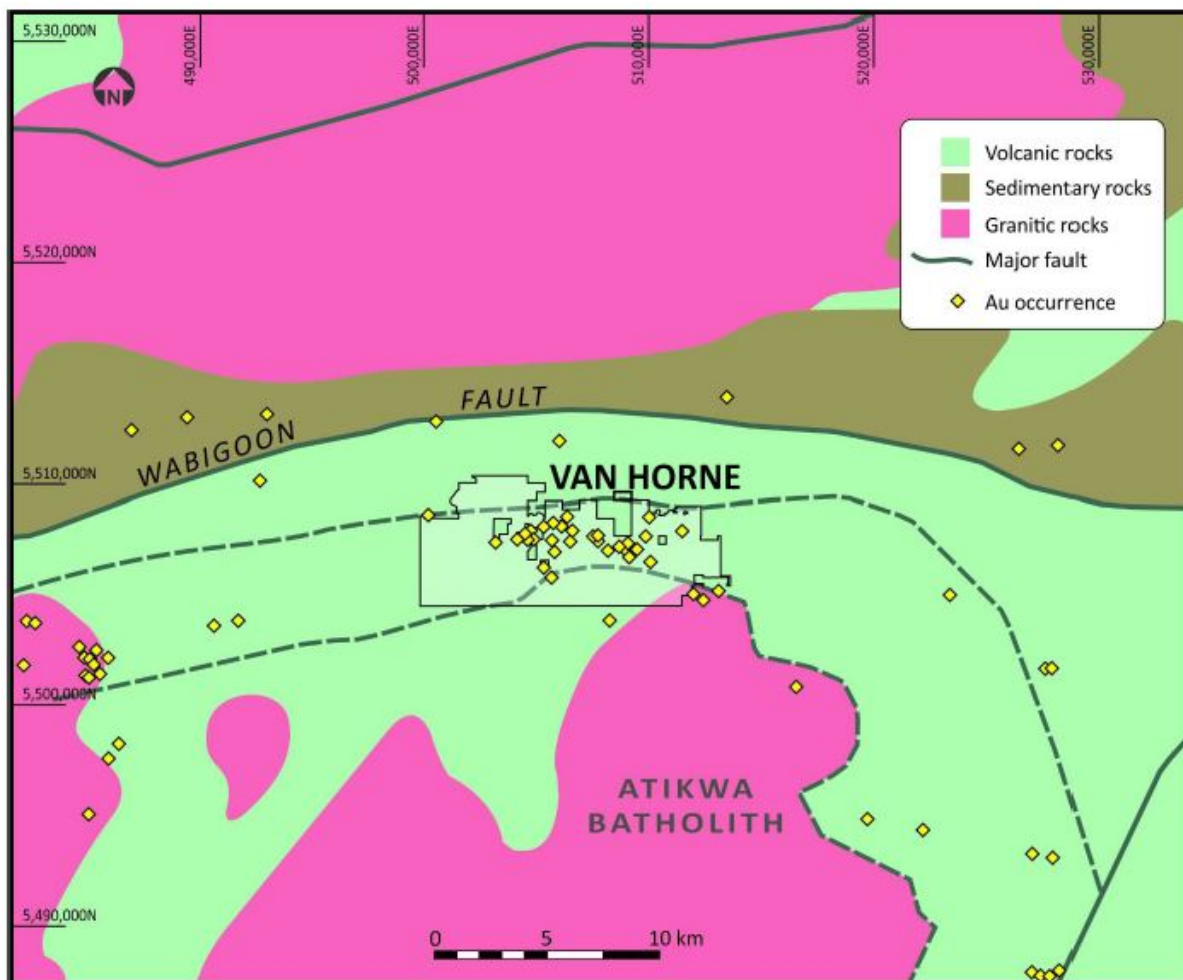 5,530,000N
490,000E
500,000E
510,000E
520,000E
530,000E
N
Volcanic rocks
Sedimentary rocks
Granitic rocks
Major fault
Au occurrence
5,520,000N
WABIGOON FAULT
5,510,000N
VAN HORNE
5,500,000N
ATIKWA
BATHOLITH
5,490,000N
0 5 10 km